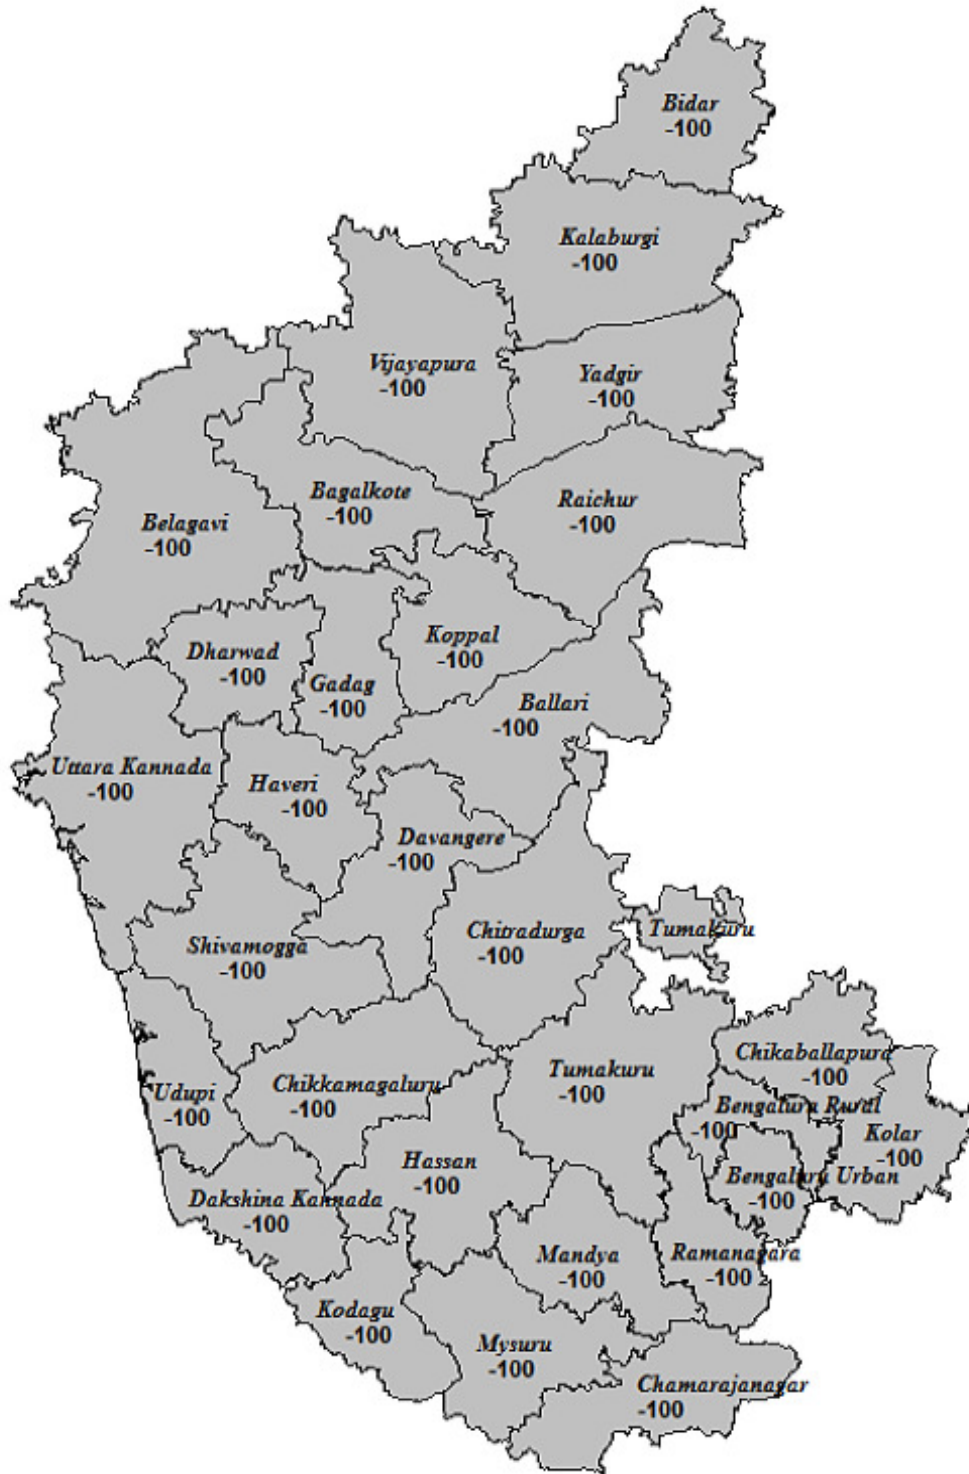 Bidar
-100
Kalaburgi
-100
Vijayapura
-100
Yadgir
-100
Bagalkote
-100
Raichur
-100
Belagavi
-100
Dharwad
-100
Koppal
-100
Gadag
-100
Ballari
-100
Uttara Kannada
-100
Haveri
-100
Davangere
-100
Chitradurga
-100
Tumakuru
Shivamogga
-100
Chikaballapura
-100
Tumakuru
-100
Udupi
-100
Chikkamagaluru
-100
Bengalura Rural
-100
Kolar
-100
Hassan
-100
Bengaluru Urban
-100
Dakshina Kannada
-100
Mandya
-100
Ramanagara
-100
Kodagu
-100
Mysuru
-100
Chamarajanagar
-100